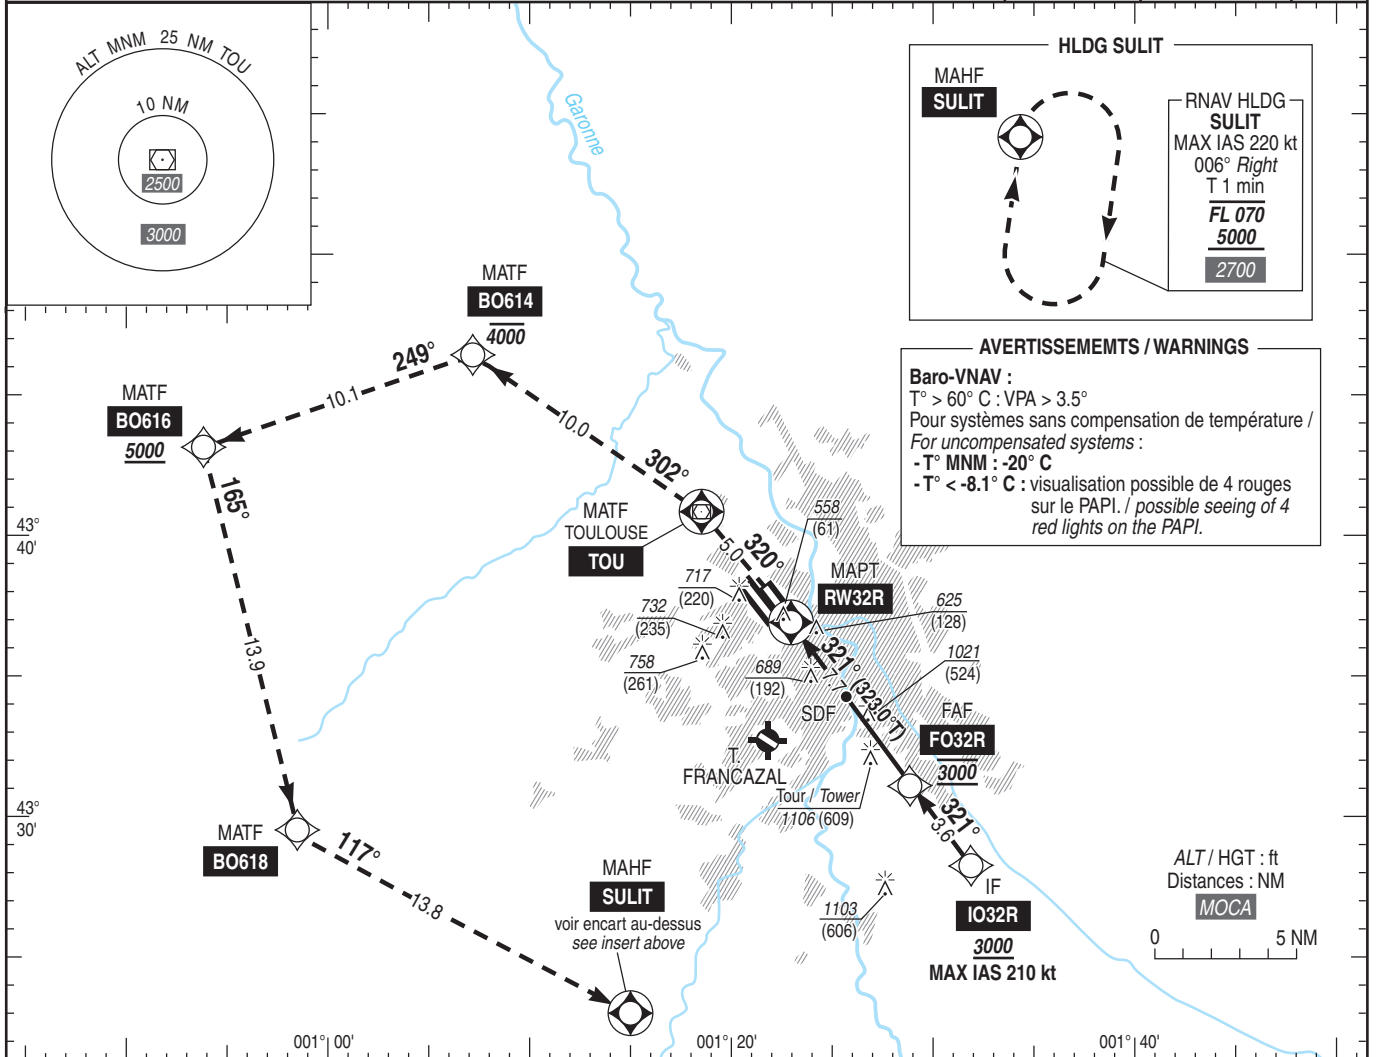 ALT MNM 25 NM TOU
10 NM
2500
3000
Garonne
HLDG SULIT
MAHF
SULIT
RNAV HLDG
SULIT
MAX IAS 220 kt
006° Right
T 1 min
FL 070
5000
2700
AVERTISSEMEMTS / WARNINGS
Baro-VNAV :
T° > 60° C : VPA > 3.5°
Pour systèmes sans compensation de température /
For uncompensated systems :
- T° MNM : -20° C
- T° < -8.1° C : visualisation possible de 4 rouges
sur le PAPI. / possible seeing of 4
red lights on the PAPI.
MATF
BO614
4000
249°
10.1
MATF
BO616
5000
10.0
302°
165°
43°
40'
MATF
TOULOUSE
TOU
5.0
320°
558
(61)
MAPT
RW32R
717
(220)
732
(235)
758
(261)
625
(128)
689
(192)
1021
(524)
321° (323.0°T)
7.7
SDF
13.9
FAF
FO32R
3000
T.
FRANCAZAL
Tour / Tower
1106 (609)
321°
3.6
43°
30'
MATF
BO618
117°
13.8
MAHF
SULIT
voir encart au-dessus
see insert above
1103
(606)
IF
IO32R
3000
MAX IAS 210 kt
ALT / HGT : ft
Distances : NM
MOCA
0 5 NM
001° 00'
001° 20'
001° 40'